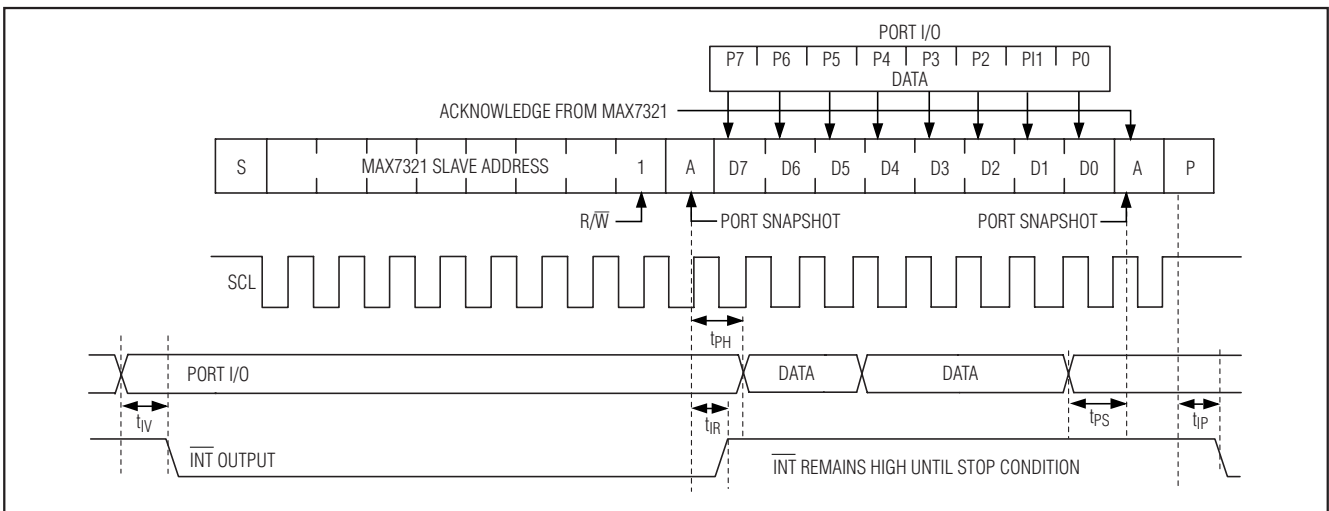 PORT I/O
P7 P6 P5 P4 P3 P2 PI1 P0
DATA
ACKNOWLEDGE FROM MAX7321
S MAX7321 SLAVE ADDRESS 1 A D7 D6 D5 D4 D3 D2 D1 D0 A P
R/W̅ PORT SNAPSHOT PORT SNAPSHOT
SCL
tPH
PORT I/O DATA DATA
tIV tIR tPS tIP
I̅N̅T̅ OUTPUT I̅N̅T̅ REMAINS HIGH UNTIL STOP CONDITION